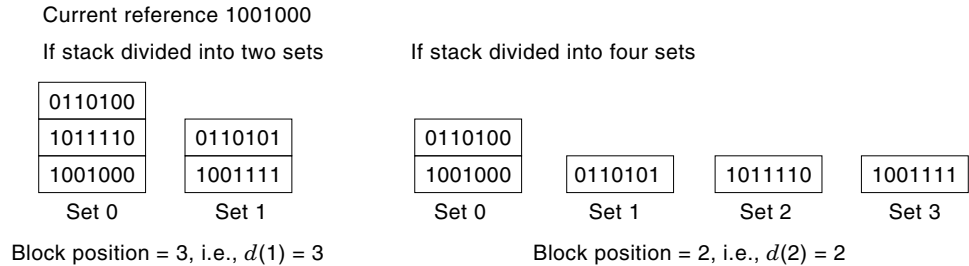 Current reference 1001000
If stack divided into two sets
If stack divided into four sets
0110100
1011110
1001000
0110101
1001111
Set 0
Set 1
0110100
1001000
0110101
1011110
1001111
Set 0
Set 1
Set 2
Set 3
Block position = 3, i.e., d(1) = 3
Block position = 2, i.e., d(2) = 2